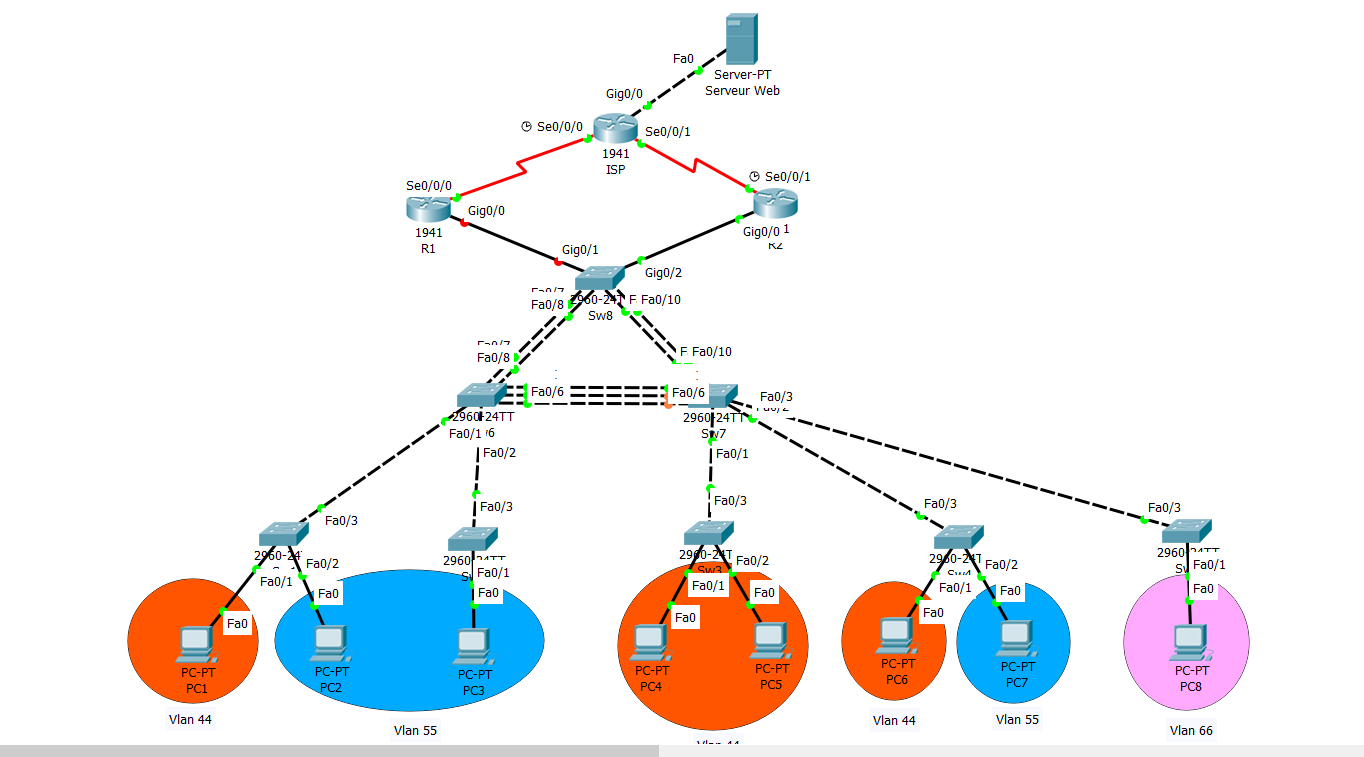 Fa0
Server-PT
Serveur Web
Gig0/0
Se0/0/0
Se0/0/1
1941
ISP
Se0/0/1
Se0/0/0
Gig0/0
1941
R1
Gig0/0
1
R2
Gig0/1
Gig0/2
Fa0/7
Fa0/8
2960-24T
Sw8
F
Fa0/10
Fa0/7
Fa0/8
F
Fa0/10
Fa0/6
Fa0/6
2960-24TT
Fa0/1
Fa0/2
2960-24TT
Sw7
Fa0/3
Fa0/2
Fa0/1
Fa0/3
Fa0/3
Fa0/3
Fa0/3
Fa0/3
2960-24
Fa0/1
Fa0/2
2960-24TT
Fa0/1
2960-24T
Sw3
Fa0/1
Fa0/2
2960-24T
Sw4
Fa0/1
Fa0/2
2960-24TT
Fa0/1
Fa0
Fa0
Fa0
Fa0
Fa0
Fa0
Fa0
Fa0
PC-PT
PC1
PC-PT
PC2
PC-PT
PC3
PC-PT
PC4
PC-PT
PC5
PC-PT
PC6
PC-PT
PC7
PC-PT
PC8
Vlan 44
Vlan 55
Vlan 44
Vlan 44
Vlan 55
Vlan 66